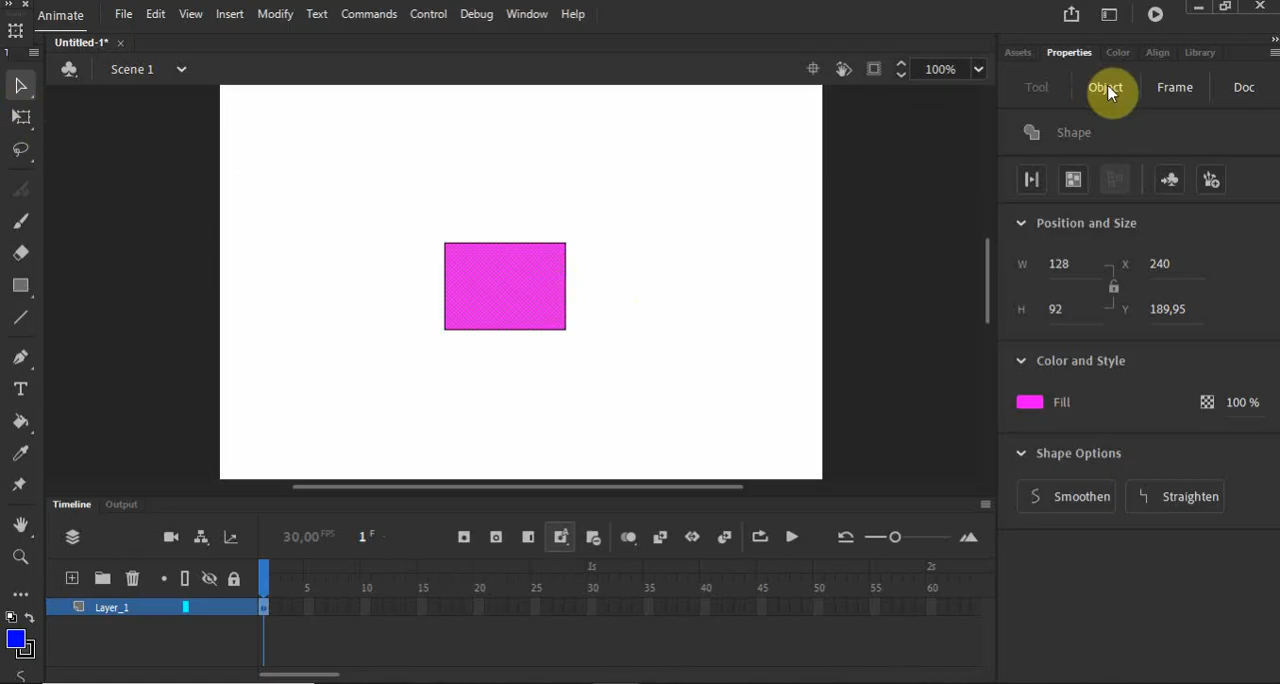 Animate File Edit View Insert Modify Text Commands Control Debug Window Help
Untitled-1*
Scene 1 100%
Assets Properties Color Align Library
Tool Object Frame Doc
Shape
Position and Size
W 128 X 240
H 92 Y 189,95
Color and Style
Fill 100 %
Shape Options
Smoothen Straighten
Timeline Output
30,00 FPS 1 F
1s 2s
5 10 15 20 25 30 35 40 45 50 55 60
Layer_1